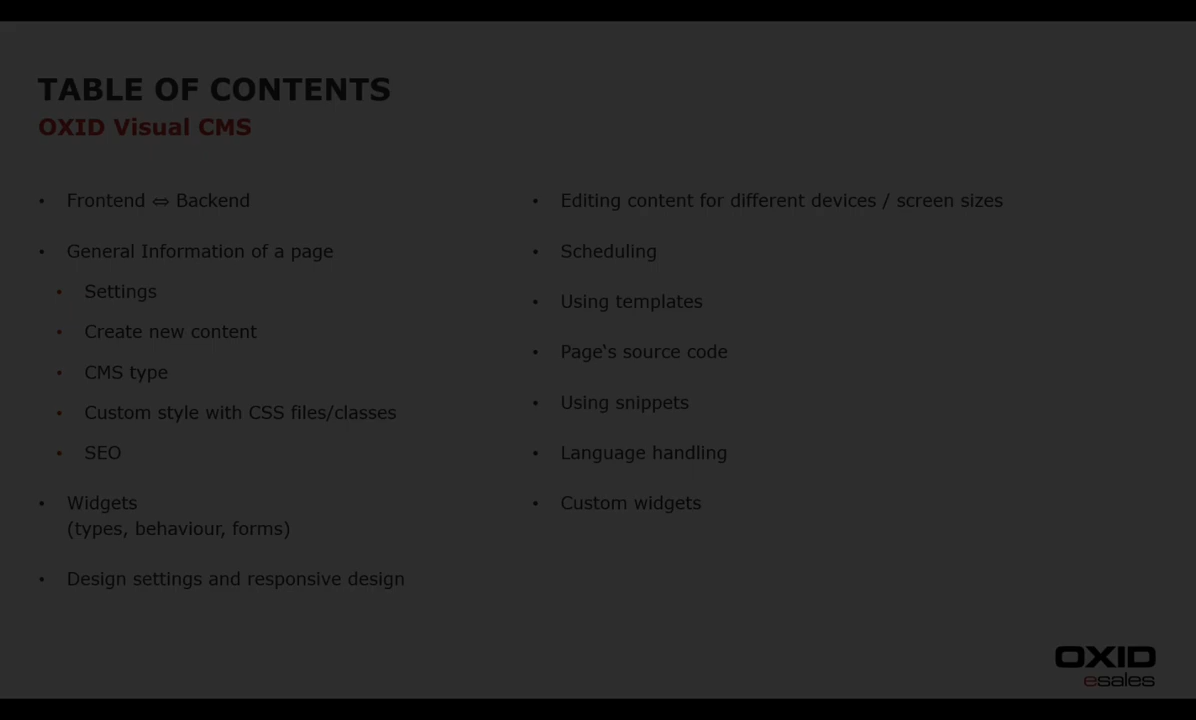 TABLE OF CONTENTS
OXID Visual CMS
• Frontend ⇔ Backend
• General Information of a page
• Settings
• Create new content
• CMS type
• Custom style with CSS files/classes
• SEO
• Widgets
(types, behaviour, forms)
• Design settings and responsive design
• Editing content for different devices / screen sizes
• Scheduling
• Using templates
• Page‘s source code
• Using snippets
• Language handling
• Custom widgets
OXID
esales